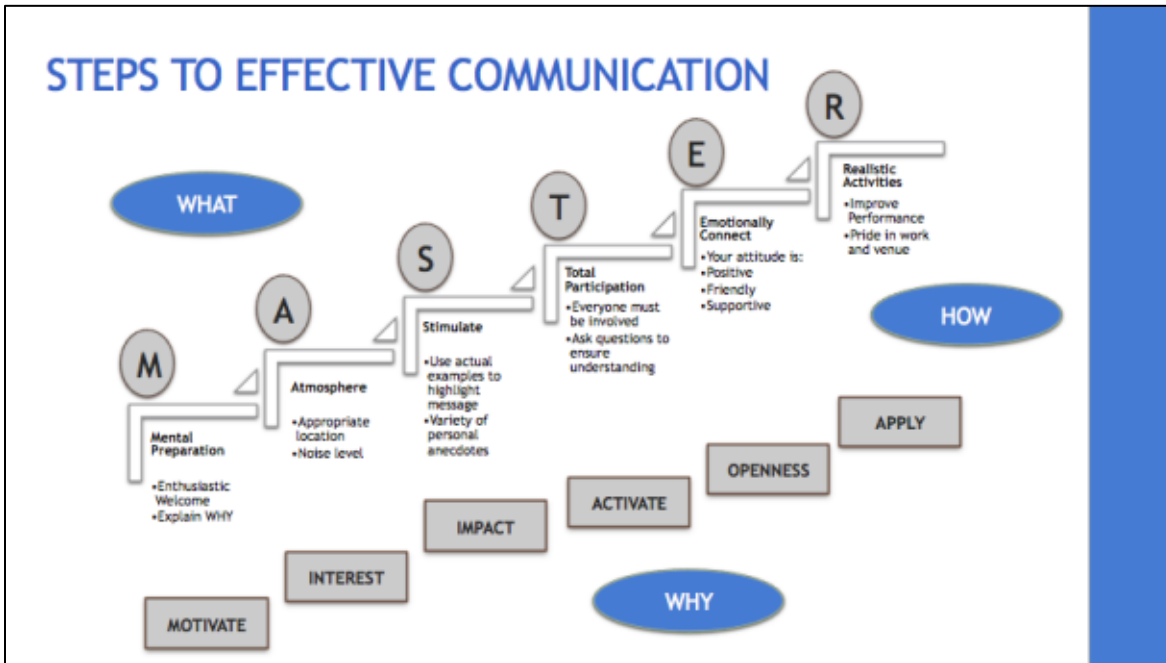 STEPS TO EFFECTIVE COMMUNICATION
WHAT
M
Mental
Preparation
•Enthusiastic
Welcome
•Explain WHY
A
Atmosphere
•Appropriate
location
•Noise level
S
Stimulate
•Use actual
examples to
highlight
message
•Variety of
personal
anecdotes
T
Total
Participation
•Everyone must
be involved
•Ask questions to
ensure
understanding
E
Emotionally
Connect
•Your attitude is:
•Positive
•Friendly
•Supportive
R
Realistic
Activities
•Improve
Performance
•Pride in work
and venue
HOW
MOTIVATE
INTEREST
IMPACT
ACTIVATE
OPENNESS
APPLY
WHY